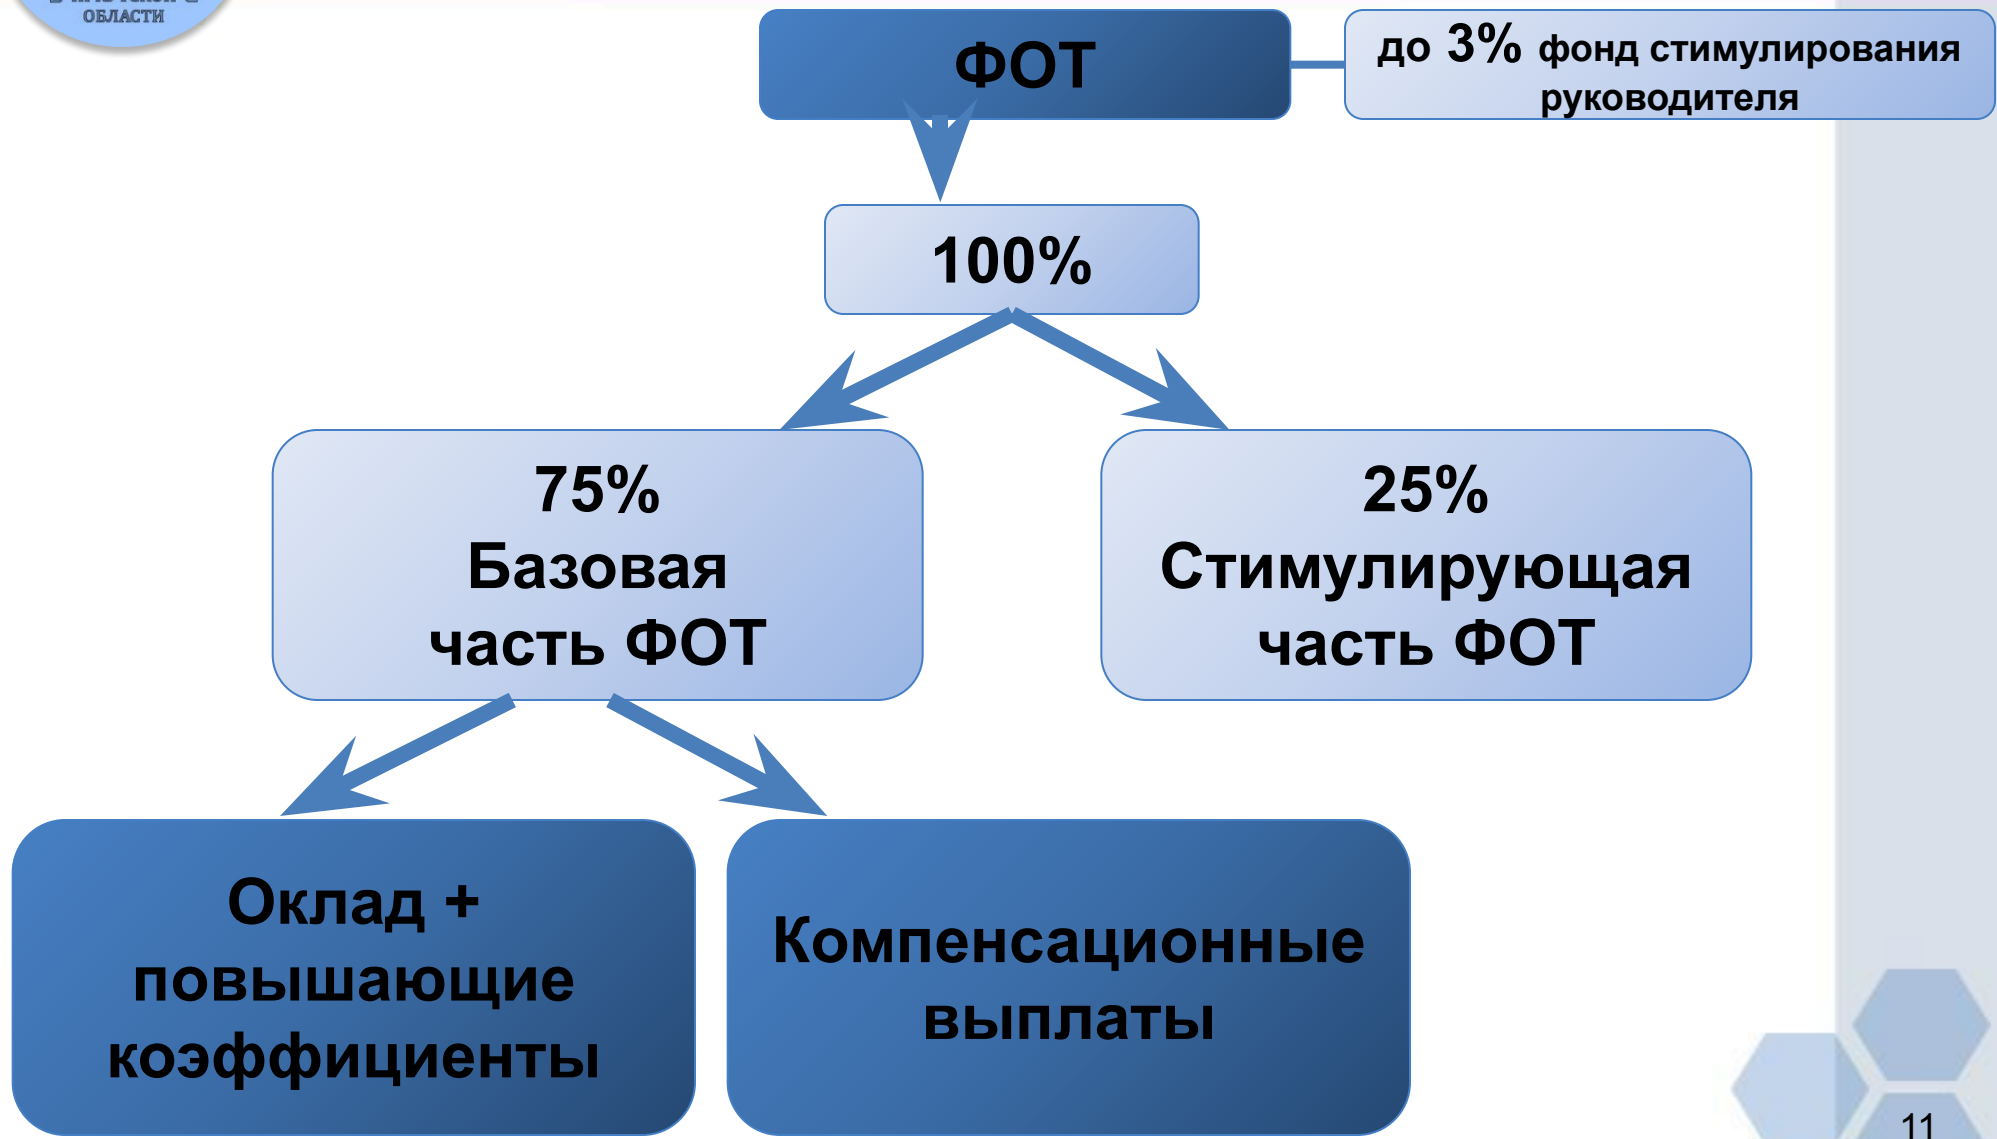 ОБЛАСТИ
ФОТ
до 3% фонд стимулирования
руководителя
100%
75%
Базовая
часть ФОТ
25%
Стимулирующая
часть ФОТ
Оклад +
повышающие
коэффициенты
Компенсационные
выплаты
11